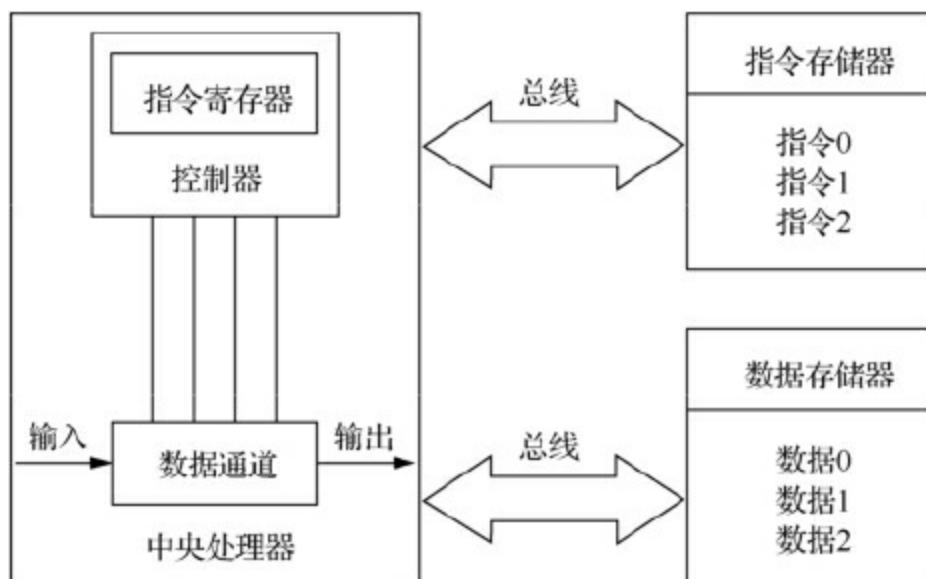 指令寄存器
控制器
输入
数据通道
输出
中央处理器
总线
指令存储器
指令0
指令1
指令2
总线
数据存储器
数据0
数据1
数据2